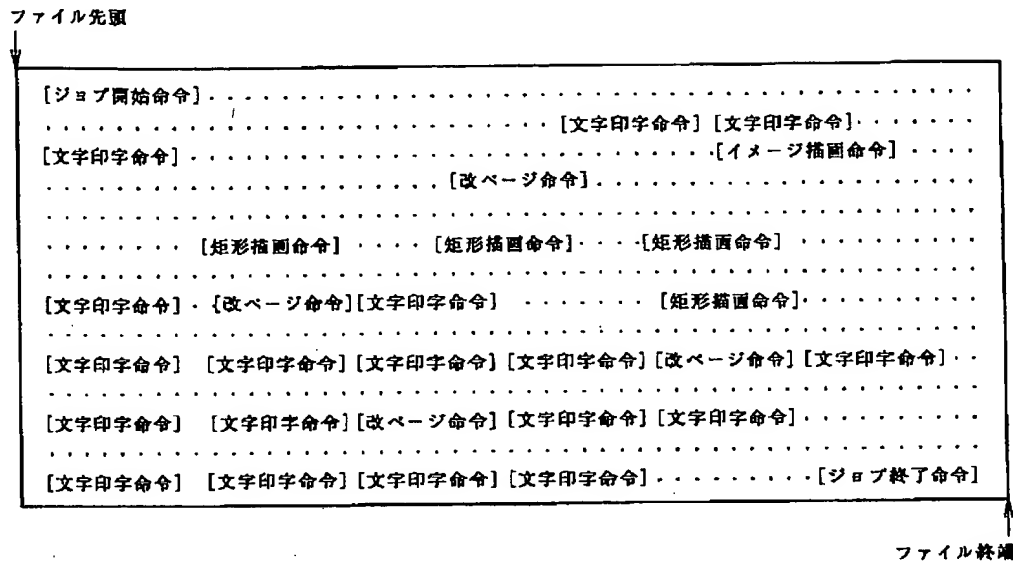 ファイル先頭
[ジョブ開始命令]・・・・・・・・・・・・・・・・・・・・・・・・・・・・・・・・・・・・・・・・・・
・・・・・・・・・・・・・・・・・・・・・・・・・・・・[文字印字命令] [文字印字命令]・・・・・・・
[文字印字命令]・・・・・・・・・・・・・・・・・・・・・・・・・・・・・[イメージ描画命令]・・・・
・・・・・・・・・・・・・・・・・・・・・・[改ページ命令]・・・・・・・・・・・・・・・・・・・・・
・・・・・・・・・・・・・・・・・・・・・・・・・・・・・・・・・・・・・・・・・・・・・・・・・・・
・・・・・・・・[矩形描画命令]・・・・[矩形描画命令]・・・・[矩形描画命令]・・・・・・・・・・
・・・・・・・・・・・・・・・・・・・・・・・・・・・・・・・・・・・・・・・・・・・・・・・・・・・
[文字印字命令]・{改ページ命令][文字印字命令}・・・・・・・・[矩形描画命令]・・・・・・・・・
・・・・・・・・・・・・・・・・・・・・・・・・・・・・・・・・・・・・・・・・・・・・・・・・・・・
[文字印字命令] [文字印字命令] [文字印字命令] [文字印字命令] [改ページ命令] [文字印字命令]・・
・・・・・・・・・・・・・・・・・・・・・・・・・・・・・・・・・・・・・・・・・・・・・・・・・・・
[文字印字命令] [文字印字命令] [改ページ命令] [文字印字命令] [文字印字命令]・・・・・・・・・・
・・・・・・・・・・・・・・・・・・・・・・・・・・・・・・・・・・・・・・・・・・・・・・・・・・・
[文字印字命令] [文字印字命令] [文字印字命令] [文字印字命令]・・・・・・・・・[ジョブ終了命令]
ファイル終端